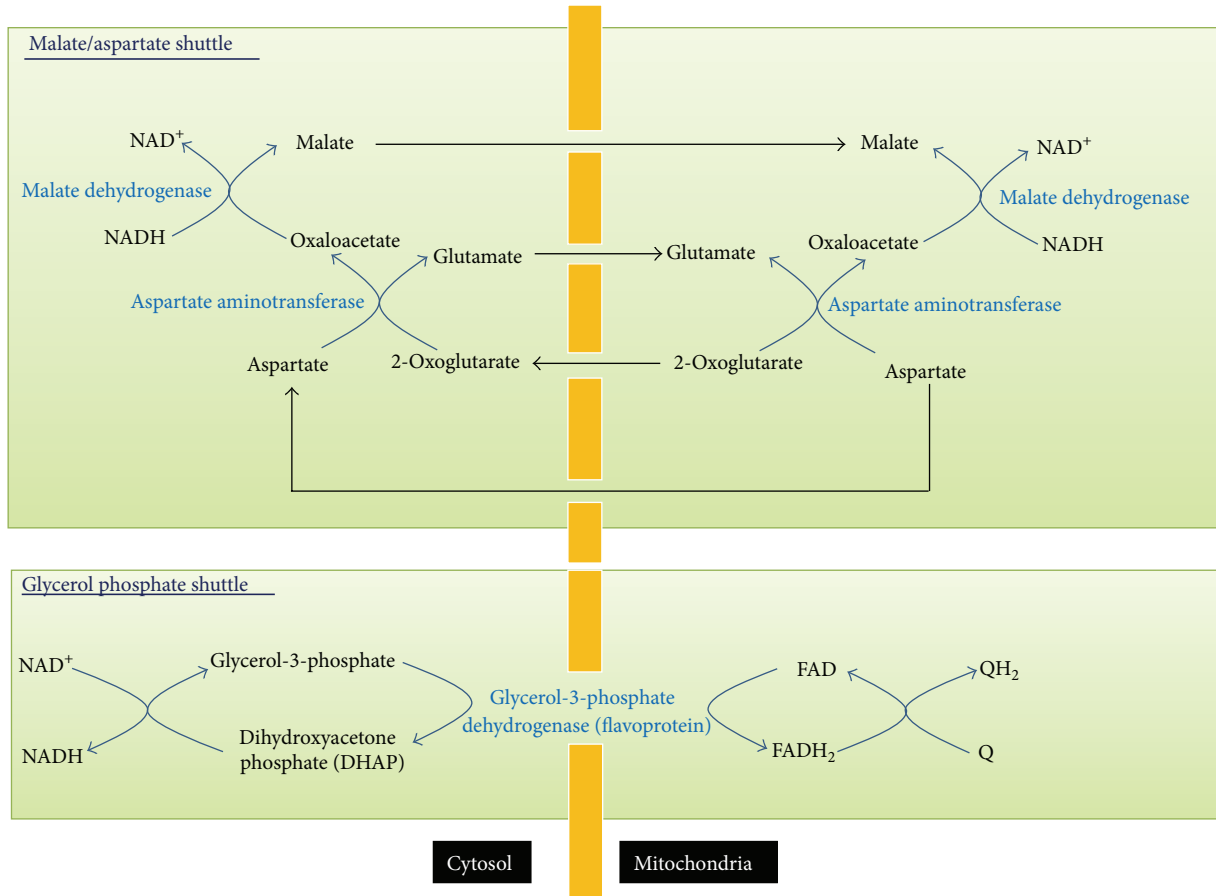 Malate/aspartate shuttle
NAD⁺
Malate
Malate
NAD⁺
Malate dehydrogenase
Malate dehydrogenase
NADH
Oxaloacetate
Glutamate
Glutamate
Oxaloacetate
NADH
Aspartate aminotransferase
Aspartate aminotransferase
Aspartate
2-Oxoglutarate
2-Oxoglutarate
Aspartate
Glycerol phosphate shuttle
NAD⁺
Glycerol-3-phosphate
Glycerol-3-phosphate
dehydrogenase (flavoprotein)
FAD
QH₂
NADH
Dihydroxyacetone
phosphate (DHAP)
FADH₂
Q
Cytosol
Mitochondria